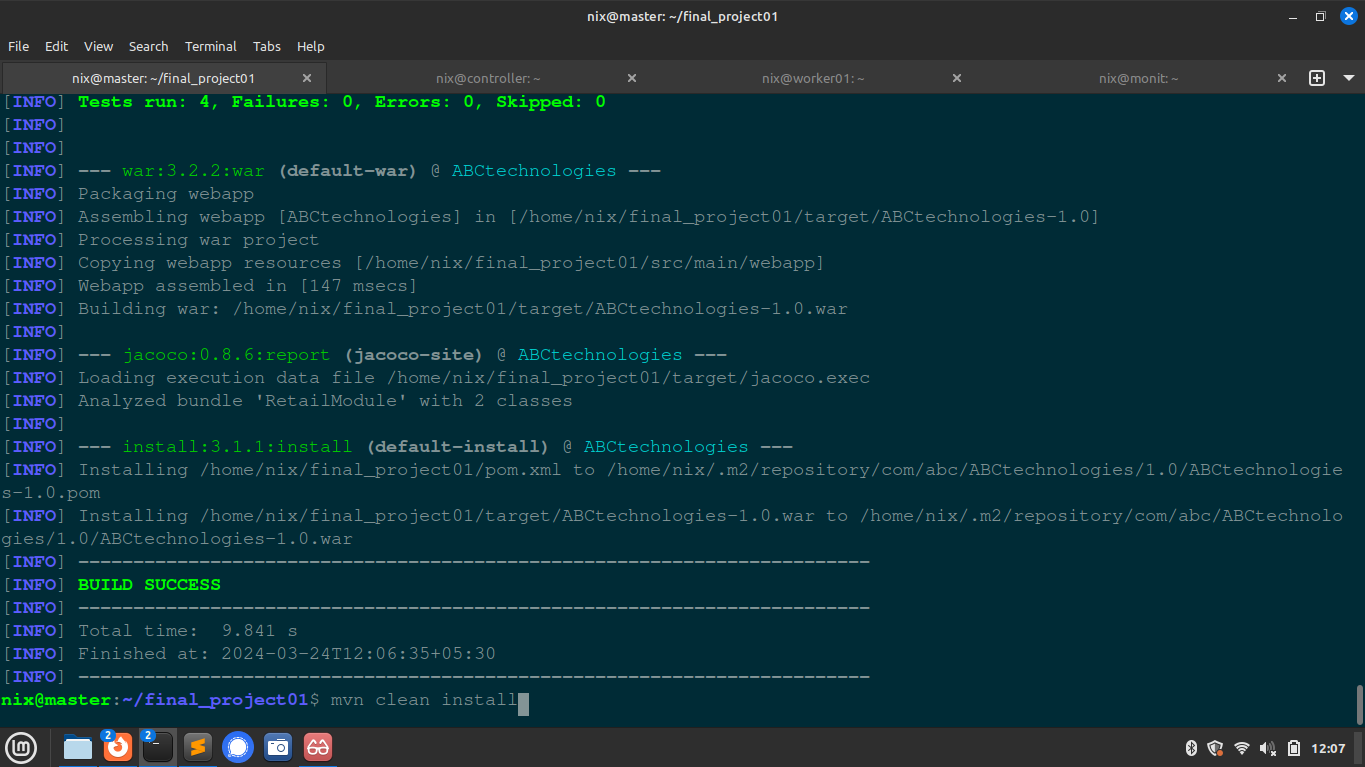 nix@master: ~/final_project01
File Edit View Search Terminal Tabs Help
nix@master: ~/final_project01 nix@controller: ~ nix@worker01: ~ nix@monit: ~
[INFO] Tests run: 4, Failures: 0, Errors: 0, Skipped: 0
[INFO]
[INFO]
[INFO] --- war:3.2.2:war (default-war) @ ABCtechnologies ---
[INFO] Packaging webapp
[INFO] Assembling webapp [ABCtechnologies] in [/home/nix/final_project01/target/ABCtechnologies-1.0]
[INFO] Processing war project
[INFO] Copying webapp resources [/home/nix/final_project01/src/main/webapp]
[INFO] Webapp assembled in [147 msecs]
[INFO] Building war: /home/nix/final_project01/target/ABCtechnologies-1.0.war
[INFO]
[INFO] --- jacoco:0.8.6:report (jacoco-site) @ ABCtechnologies ---
[INFO] Loading execution data file /home/nix/final_project01/target/jacoco.exec
[INFO] Analyzed bundle 'RetailModule' with 2 classes
[INFO]
[INFO] --- install:3.1.1:install (default-install) @ ABCtechnologies ---
[INFO] Installing /home/nix/final_project01/pom.xml to /home/nix/.m2/repository/com/abc/ABCtechnologies/1.0/ABCtechnologie
s-1.0.pom
[INFO] Installing /home/nix/final_project01/target/ABCtechnologies-1.0.war to /home/nix/.m2/repository/com/abc/ABCtechnolo
gies/1.0/ABCtechnologies-1.0.war
[INFO] ------------------------------------------------------------------------
[INFO] BUILD SUCCESS
[INFO] ------------------------------------------------------------------------
[INFO] Total time:  9.841 s
[INFO] Finished at: 2024-03-24T12:06:35+05:30
[INFO] ------------------------------------------------------------------------
nix@master:~/final_project01$ mvn clean install
2 2 12:07